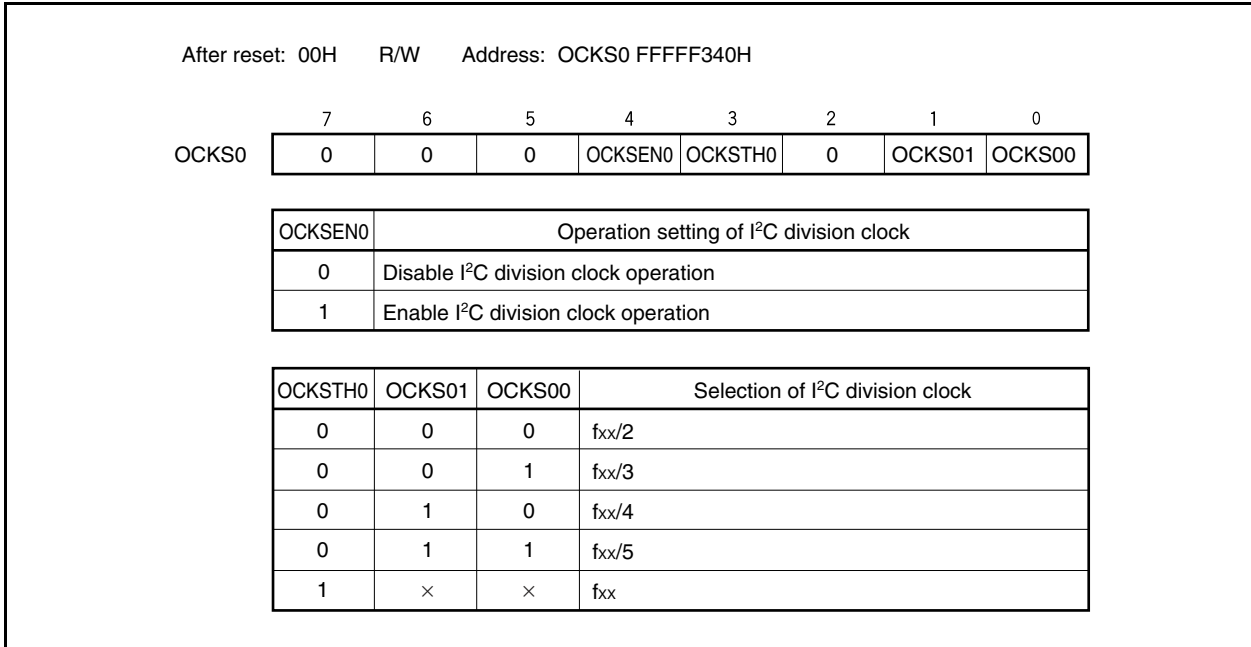 After reset: 00H R/W Address: OCKS0 FFFFF340H
7 6 5 4 3 2 1 0
OCKS0 0 0 0 OCKSEN0 OCKSTH0 0 OCKS01 OCKS00
OCKSEN0 Operation setting of I²C division clock
0 Disable I²C division clock operation
1 Enable I²C division clock operation
OCKSTH0 OCKS01 OCKS00 Selection of I²C division clock
0 0 0 fxx/2
0 0 1 fxx/3
0 1 0 fxx/4
0 1 1 fxx/5
1 × × fxx